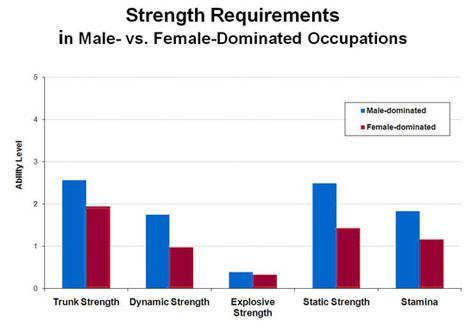 Strength Requirements
in Male- vs. Female-Dominated Occupations
5
4
3
2
1
0
Ability Level
Male-dominated
Female-dominated
Trunk Strength
Dynamic Strength
Explosive
Strength
Static Strength
Stamina